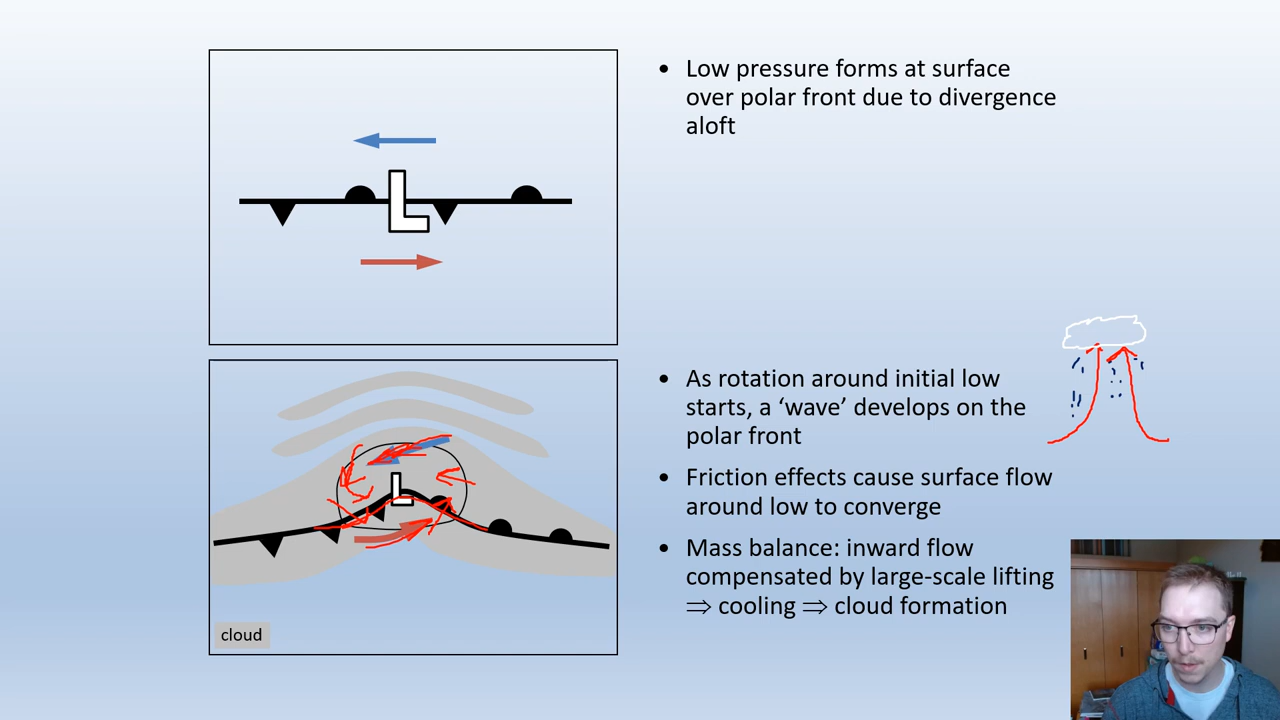 L
• Low pressure forms at surface
over polar front due to divergence
aloft
L
cloud
• As rotation around initial low
starts, a ‘wave’ develops on the
polar front
• Friction effects cause surface flow
around low to converge
• Mass balance: inward flow
compensated by large-scale lifting
⇒ cooling ⇒ cloud formation